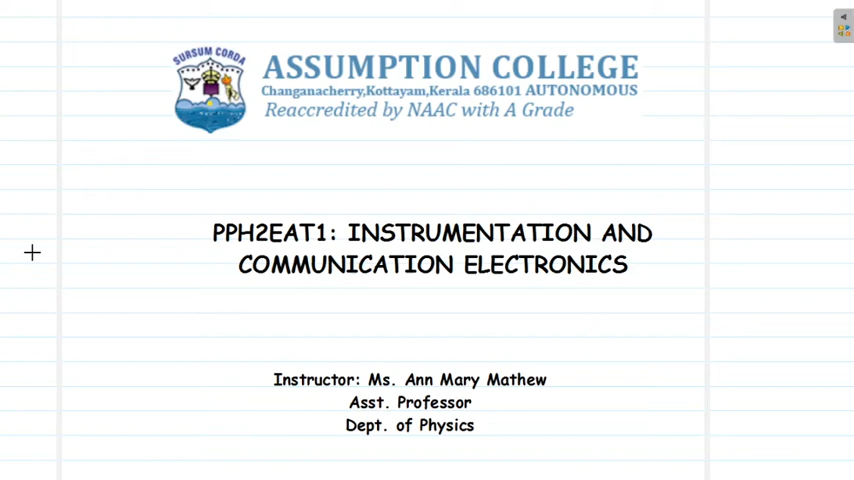 SURSUM CORDA
ASSUMPTION COLLEGE
Changanacherry,Kottayam,Kerala 686101 AUTONOMOUS
Reaccredited by NAAC with A Grade
PPH2EAT1: INSTRUMENTATION AND
COMMUNICATION ELECTRONICS
Instructor: Ms. Ann Mary Mathew
Asst. Professor
Dept. of Physics